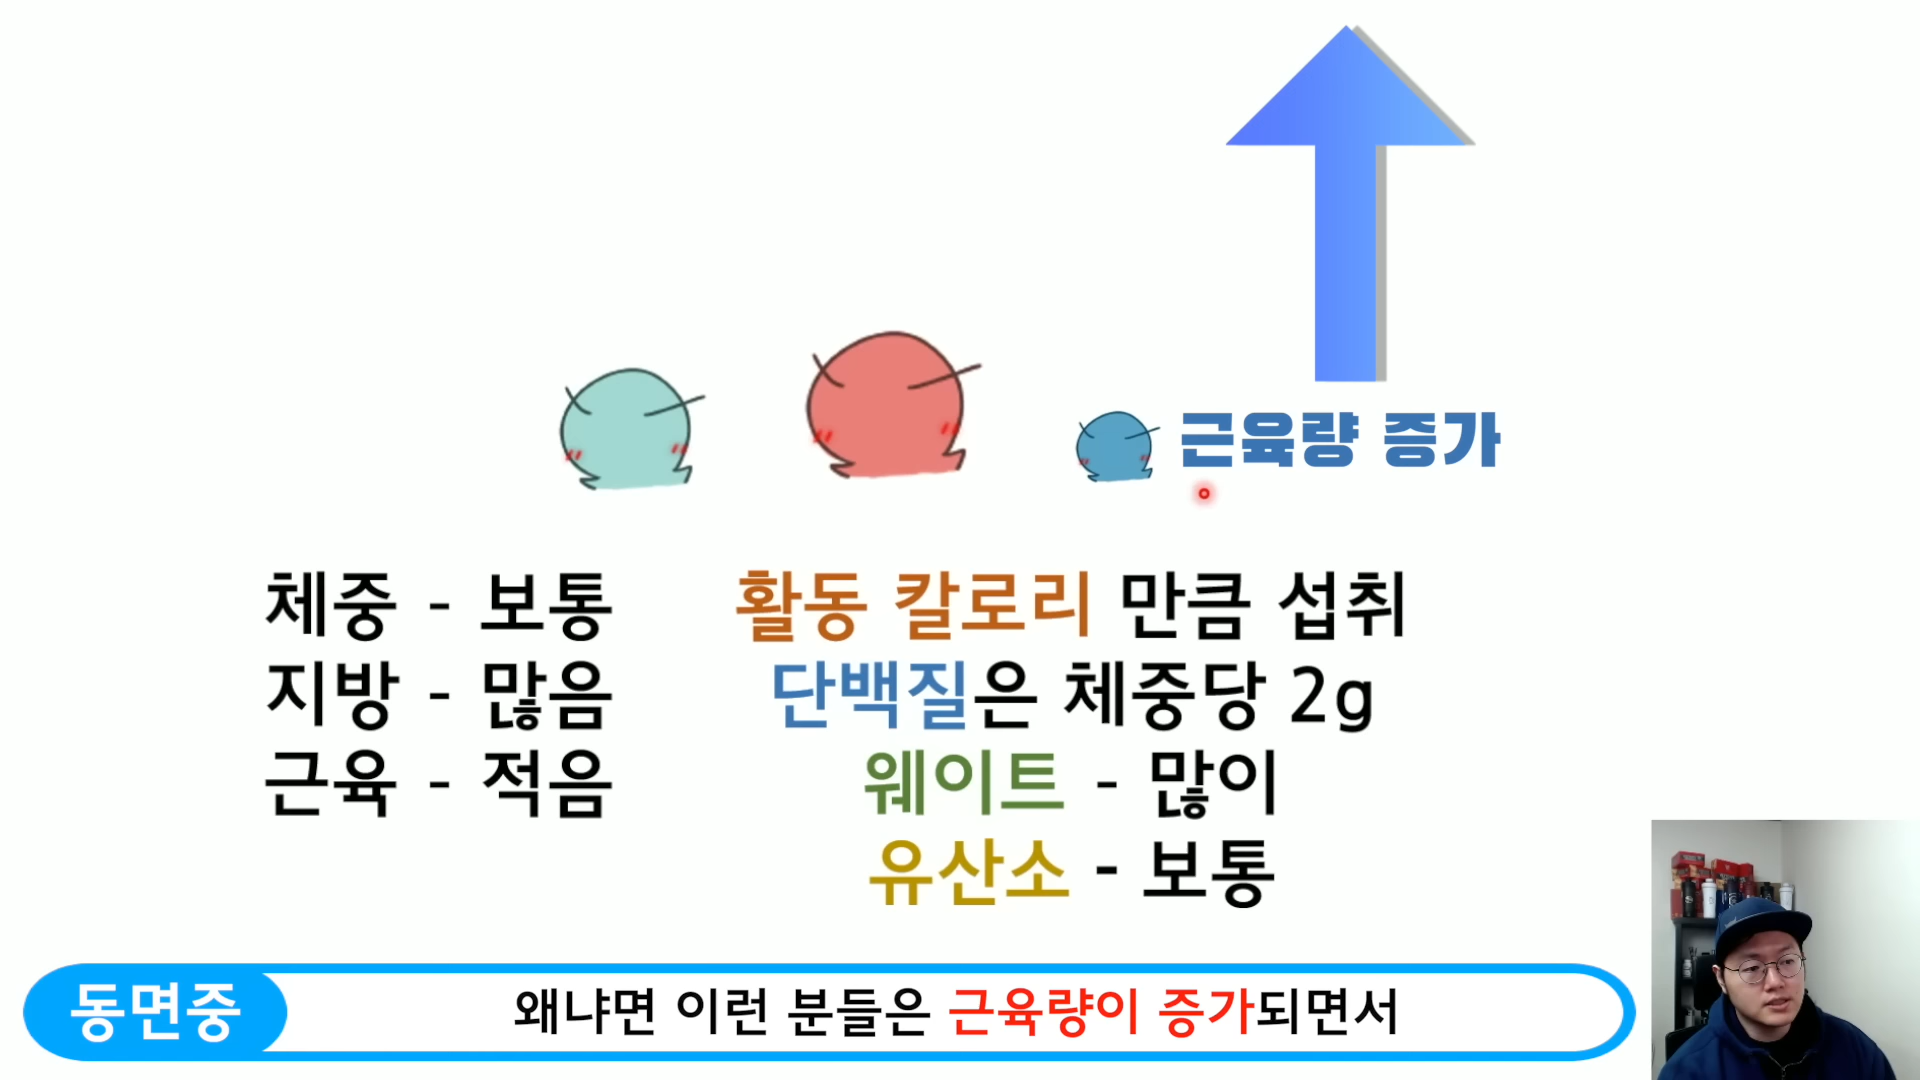 근육량 증가
체중 - 보통
지방 - 많음
근육 - 적음
활동 칼로리 만큼 섭취
단백질은 체중당 2g
웨이트 - 많이
유산소 - 보통
동면중
왜냐면 이런 분들은 근육량이 증가되면서